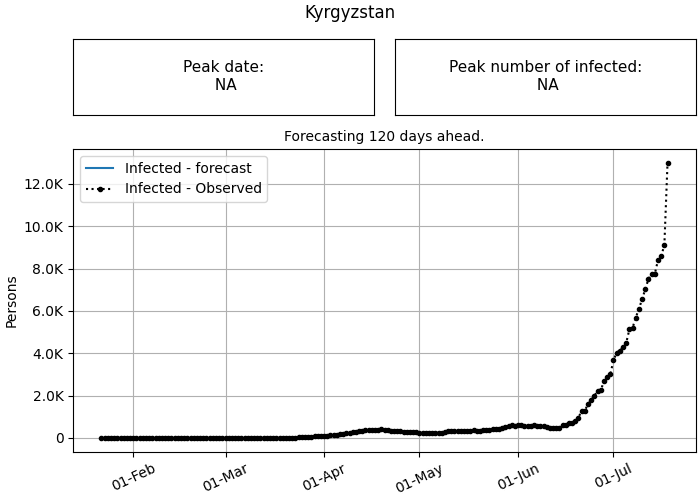 Kyrgyzstan
Peak date:
NA
Peak number of infected:
NA
Forecasting 120 days ahead.
Infected - forecast
Infected - Observed
12.0K
10.0K
8.0K
6.0K
4.0K
2.0K
0
Persons
01-Feb
01-Mar
01-Apr
01-May
01-Jun
01-Jul